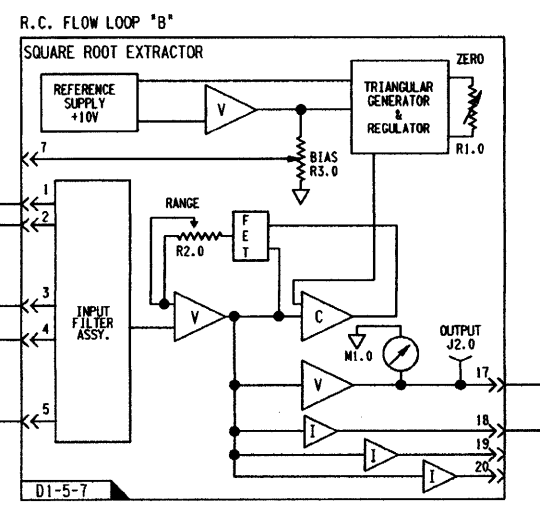 R.C. FLOW LOOP "B"
SQUARE ROOT EXTRACTOR
ZERO
REFERENCE
SUPPLY
+10V
V
TRIANGULAR
GENERATOR
&
REGULATOR
R1.0
7
BIAS
R3.0
1
2
RANGE
R2.0
F
E
T
3
4
INPUT
FILTER
ASSY.
V
C
M1.0
OUTPUT
J2.0
V
17
5
I
18
I
19
I
20
D1-5-7